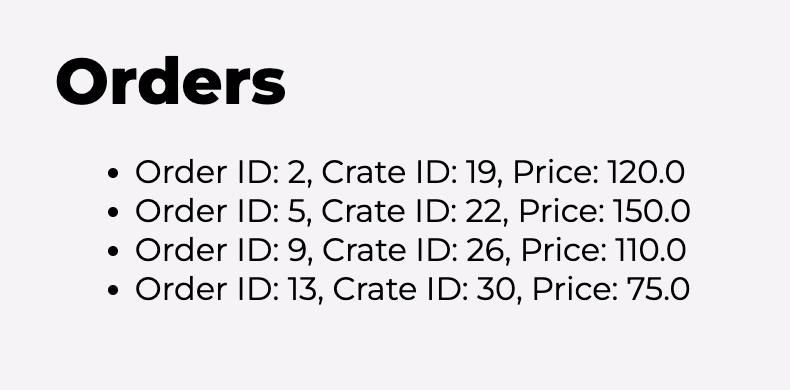 Orders
• Order ID: 2, Crate ID: 19, Price: 120.0
• Order ID: 5, Crate ID: 22, Price: 150.0
• Order ID: 9, Crate ID: 26, Price: 110.0
• Order ID: 13, Crate ID: 30, Price: 75.0